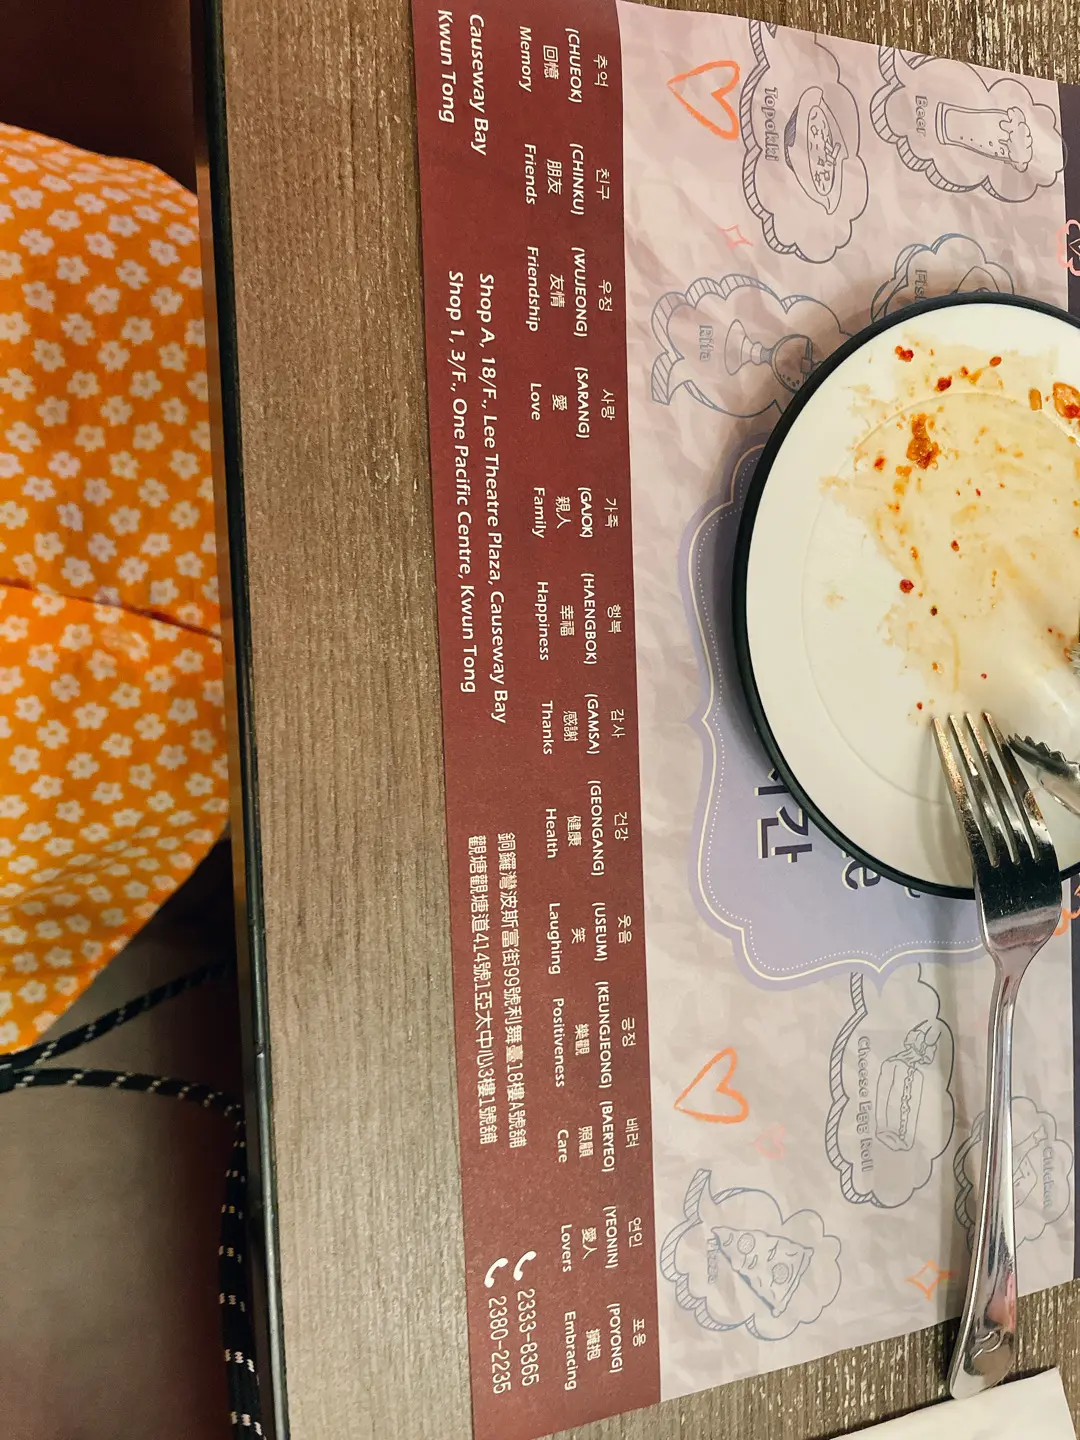 Beer
Topokki
Rita
시간
Cheese Egg Roll
Chicken
Pizza
추억 친구 우정 사랑 가족 행복 감사 건강 웃음 긍정 배려 연인 포옹
(CHUEOK) (CHINKU) (WUJEONG) (SARANG) (GAJOK) (HAENGBOK) (GAMSA) (GEONGANG) (USEUM) (KEUNGJEONG) (BAERYEO) (YEONIN) (POYONG)
回憶 朋友 友情 愛 親人 幸福 感謝 健康 笑 樂觀 照顧 愛人 擁抱
Memory Friends Friendship Love Family Happiness Thanks Health Laughing Positiveness Care Lovers Embracing
Causeway Bay Shop A, 18/F., Lee Theatre Plaza, Causeway Bay 銅鑼灣波斯富街99號利舞臺18樓A號舖 2333-8365
Kwun Tong Shop 1, 3/F., One Pacific Centre, Kwun Tong 觀塘觀塘道414號1亞太中心3樓1號舖 2380-2235